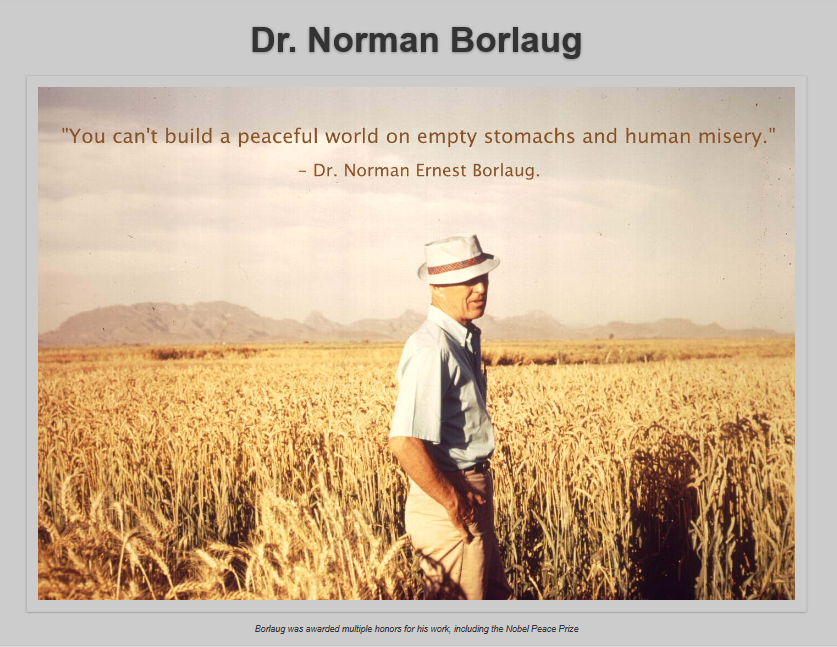 Dr. Norman Borlaug
"You can't build a peaceful world on empty stomachs and human misery."
– Dr. Norman Ernest Borlaug.
Borlaug was awarded multiple honors for his work, including the Nobel Peace Prize